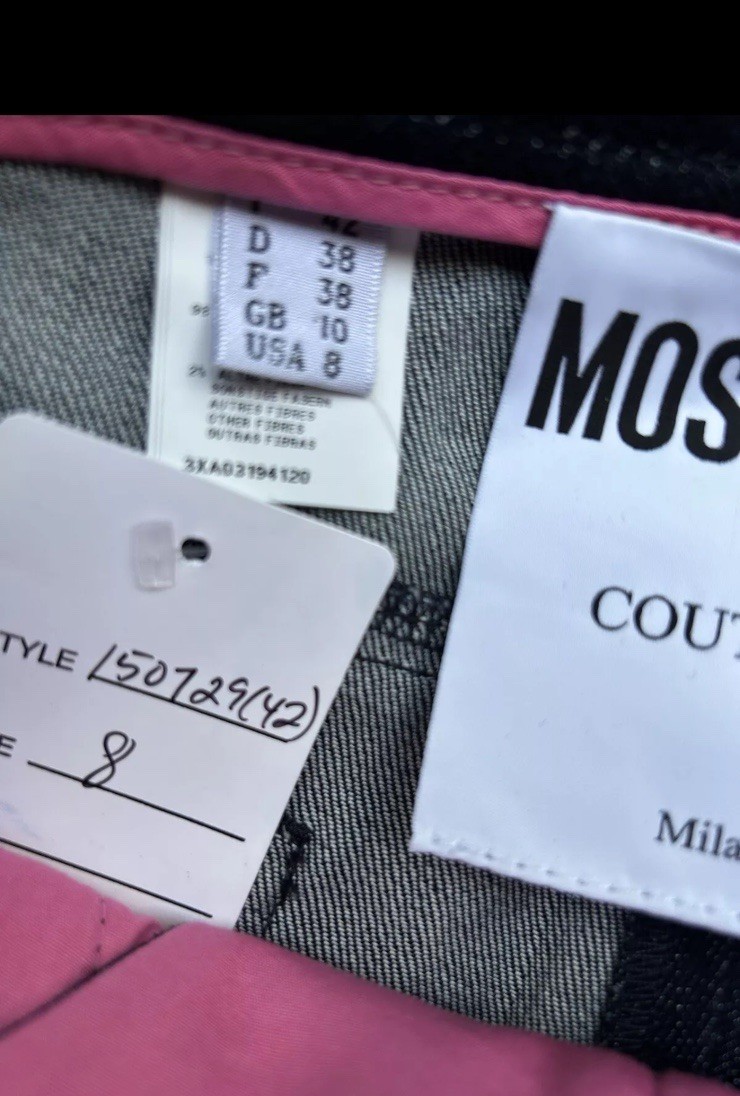 42
D 38
F 38
GB 10
USA 8
AUTRES FIBRES
OTHER FIBRES
OUTRAS FIBRAS
3XA03194120
MOS
COUT
Mila
TYLE 150729(42)
E 8